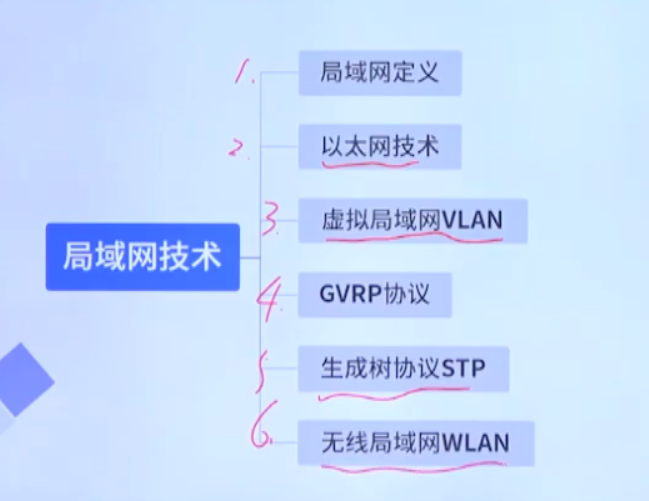 1. 局域网定义
2. 以太网技术
3. 虚拟局域网VLAN
局域网技术
4. GVRP协议
5 生成树协议STP
6. 无线局域网WLAN